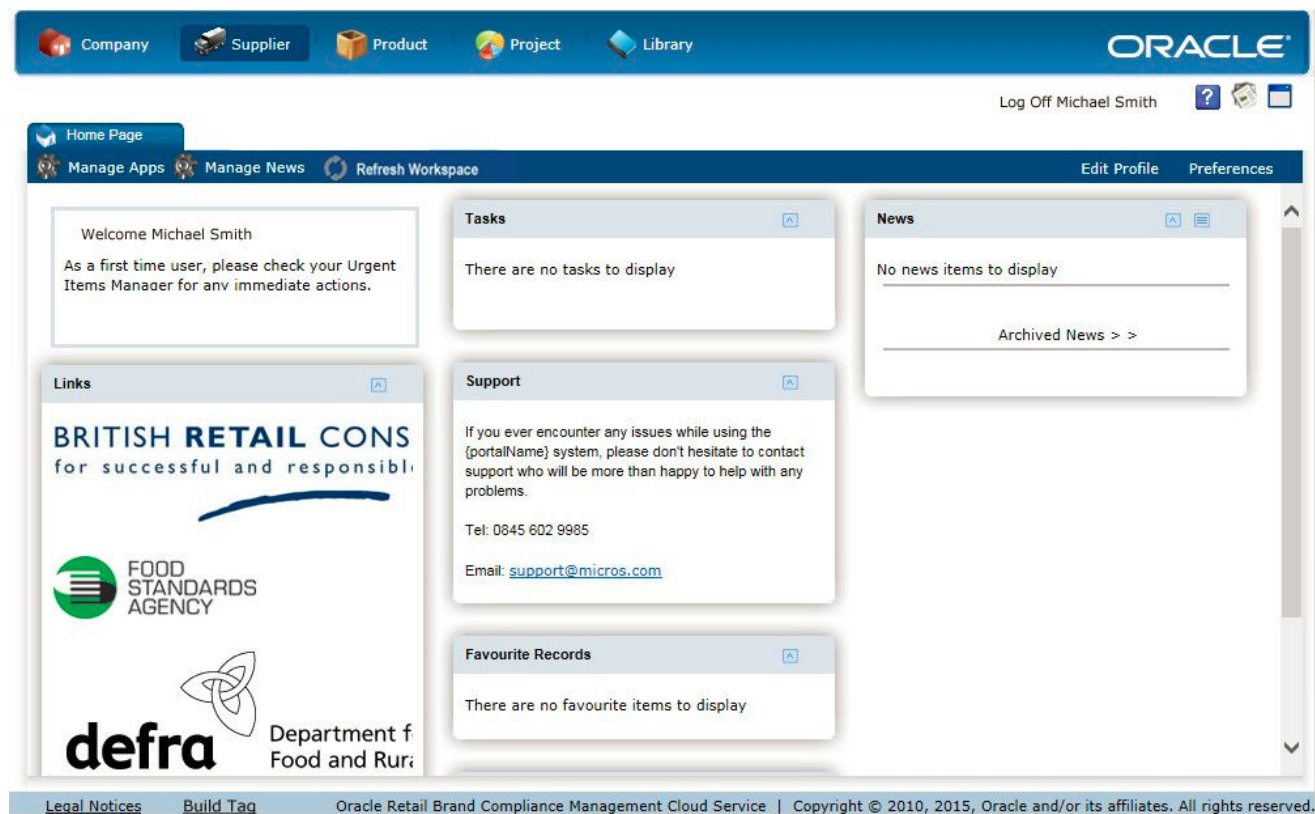 Company Supplier Product Project Library ORACLE®
Log Off Michael Smith ?
Home Page
Manage Apps Manage News Refresh Workspace Edit Profile Preferences
Welcome Michael Smith
As a first time user, please check your Urgent
Items Manager for any immediate actions.
Links
BRITISH RETAIL CONS
for successful and responsibl
FOOD
STANDARDS
AGENCY
defra
Department f
Food and Rura
Tasks
There are no tasks to display
Support
If you ever encounter any issues while using the
{portalName} system, please don't hesitate to contact
support who will be more than happy to help with any
problems.
Tel: 0845 602 9985
Email: support@micros.com
Favourite Records
There are no favourite items to display
News
No news items to display
Archived News > >
Legal Notices Build Tag Oracle Retail Brand Compliance Management Cloud Service | Copyright © 2010, 2015, Oracle and/or its affiliates. All rights reserved.